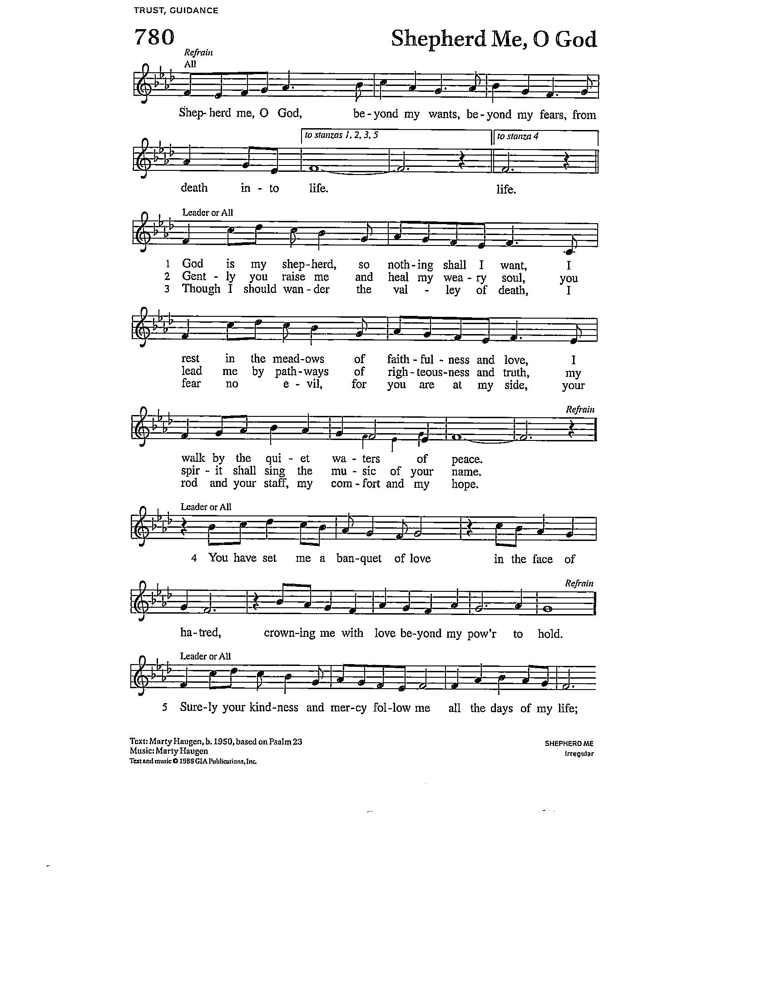 TRUST, GUIDANCE
780
Shepherd Me, O God
Refrain
All
Shep- herd me, O God, be - yond my wants, be - yond my fears, from
to stanzas 1, 2, 3, 5
to stanza 4
death in - to life. life.
Leader or All
1 God is my shep - herd, so noth - ing shall I want, I
2 Gent - ly you raise me and heal my wea - ry soul, you
3 Though I should wan - der the val - ley of death, I
rest in the mead - ows of faith - ful - ness and love, I
lead me by path - ways of righ - teous - ness and truth, my
fear no e - vil, for you are at my side, your
Refrain
walk by the qui - et wa - ters of peace.
spir - it shall sing the mu - sic of your name.
rod and your staff, my com - fort and my hope.
Leader or All
4 You have set me a ban - quet of love in the face of
Refrain
ha - tred, crown - ing me with love be - yond my pow'r to hold.
Leader or All
5 Sure - ly your kind - ness and mer - cy fol - low me all the days of my life;
Text: Marty Haugen, b. 1950, based on Psalm 23
Music: Marty Haugen
Text and music © 1986 GIA Publications, Inc.
SHEPHERD ME
Irregular